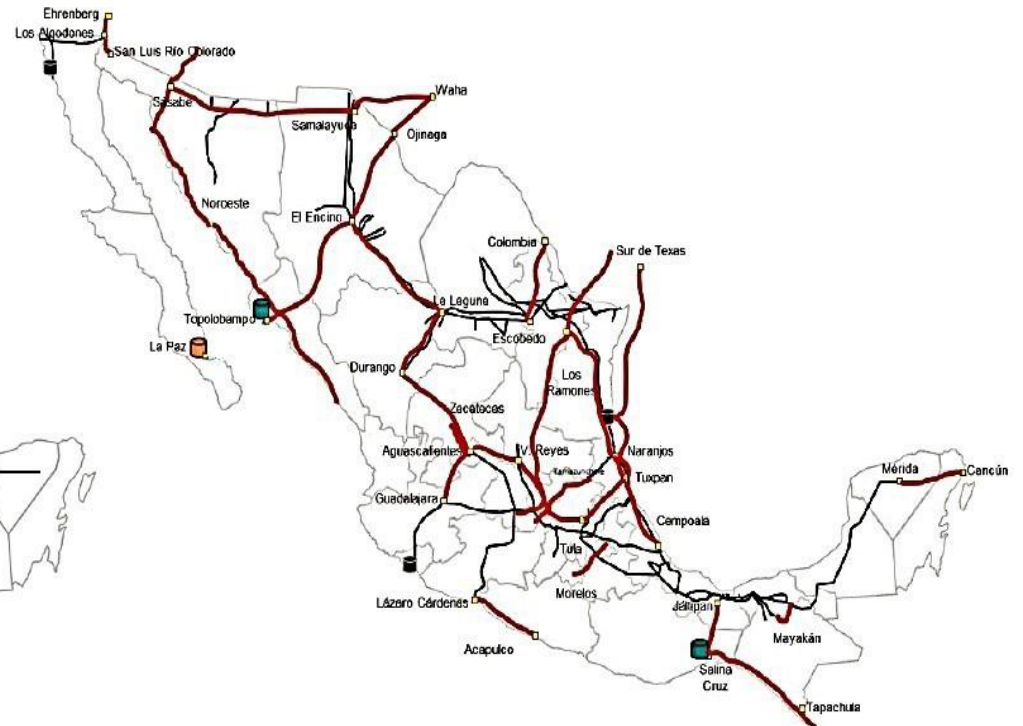 Ehrenberg
Los Algodones
San Luis Río Colorado
Sásabe
Waha
Samalayuca
Ojinaga
Noroeste
El Encino
Colombia
Sur de Texas
La Laguna
Topolobampo
Escobedo
La Paz
Durango
Los
Ramones
Zacatecas
Aguascalientes
V. Reyes
Naranjos
Tamazunchale
Tuxpan
Mérida
Cancún
Guadalajara
Cempoala
Tula
Morelos
Lázaro Cárdenas
Jáltipan
Mayakán
Acapulco
Salina
Cruz
Tapachula